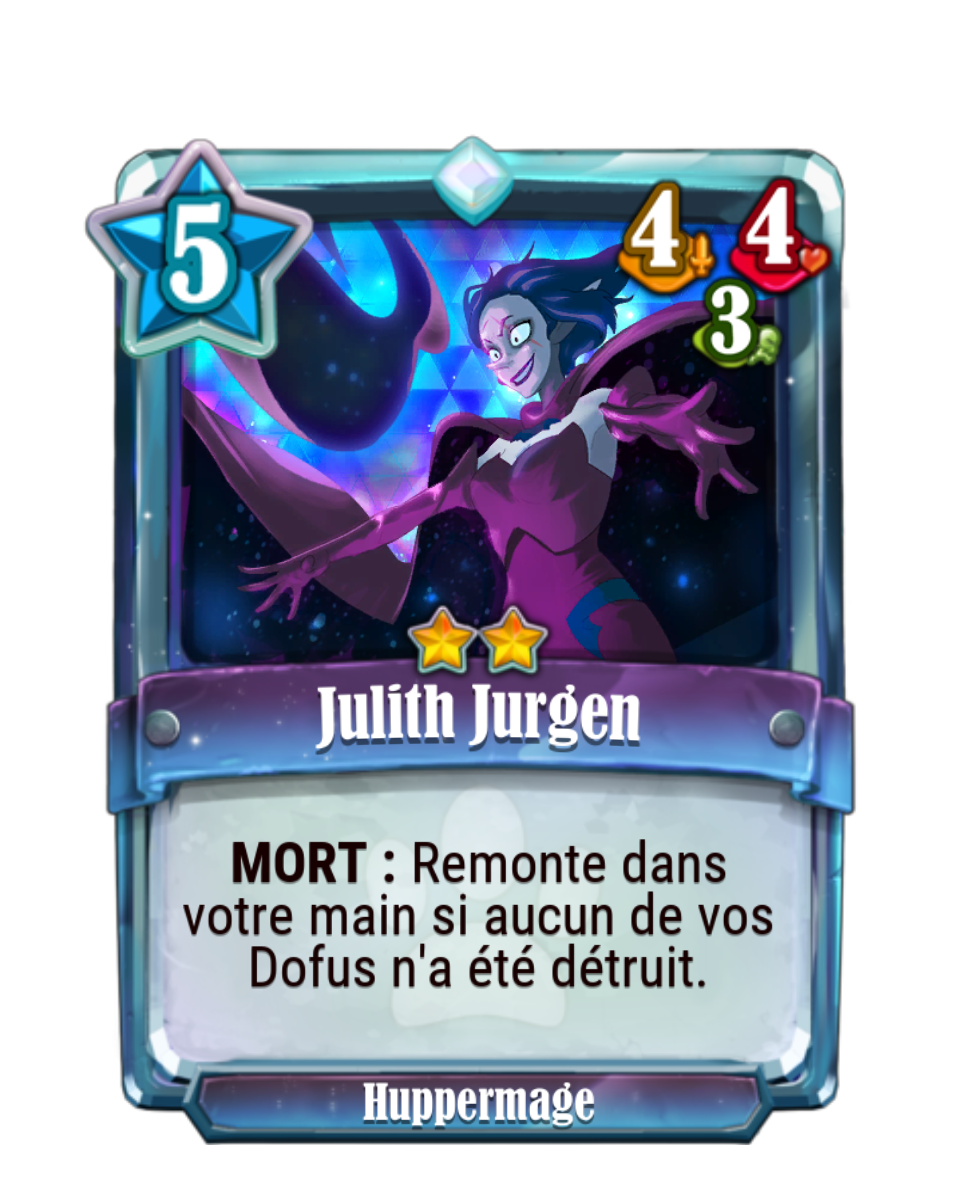 5
4
4
3
Julith Jurgen
MORT : Remonte dans
votre main si aucun de vos
Dofus n'a été détruit.
Huppermage